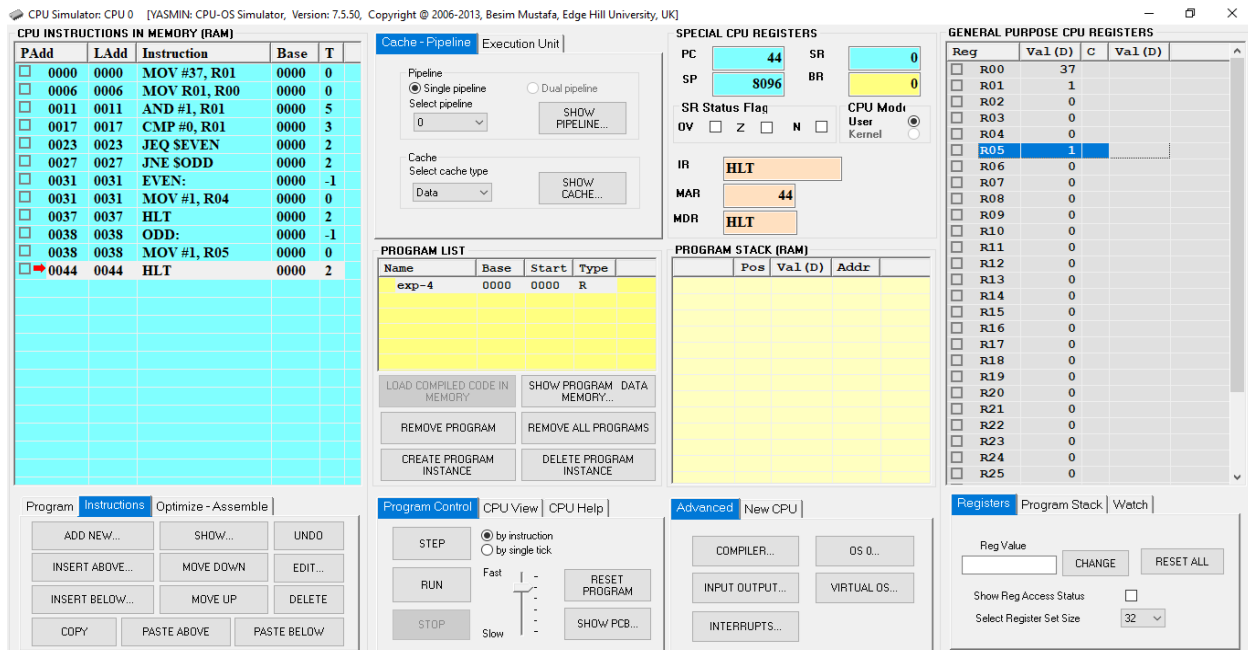 CPU Simulator: CPU 0 [YASMIN: CPU-OS Simulator, Version: 7.5.50, Copyright @ 2006-2013, Besim Mustafa, Edge Hill University, UK]
CPU INSTRUCTIONS IN MEMORY (RAM)
PAdd LAdd Instruction Base T
0000 0000 MOV #37, R01 0000 0
0006 0006 MOV R01, R00 0000 0
0011 0011 AND #1, R01 0000 5
0017 0017 CMP #0, R01 0000 3
0023 0023 JEQ $EVEN 0000 2
0027 0027 JNE $ODD 0000 2
0031 0031 EVEN: 0000 -1
0031 0031 MOV #1, R04 0000 0
0037 0037 HLT 0000 2
0038 0038 ODD: 0000 -1
0038 0038 MOV #1, R05 0000 0
0044 0044 HLT 0000 2
Program Instructions Optimize - Assemble
ADD NEW... SHOW... UNDO
INSERT ABOVE... MOVE DOWN EDIT...
INSERT BELOW... MOVE UP DELETE
COPY PASTE ABOVE PASTE BELOW
Cache - Pipeline Execution Unit
Pipeline
Single pipeline Dual pipeline
Select pipeline
0
SHOW
PIPELINE...
Cache
Select cache type
Data
SHOW
CACHE...
PROGRAM LIST
Name Base Start Type
exp-4 0000 0000 R
LOAD COMPILED CODE IN
MEMORY
SHOW PROGRAM DATA
MEMORY...
REMOVE PROGRAM REMOVE ALL PROGRAMS
CREATE PROGRAM
INSTANCE
DELETE PROGRAM
INSTANCE
Program Control CPU View CPU Help
STEP
by instruction
by single tick
RUN
Fast
RESET
PROGRAM
STOP
Slow
SHOW PCB...
SPECIAL CPU REGISTERS
PC 44 SR 0
SP 8096 BR 0
SR Status Flag
OV Z N
CPU Mode
User
Kernel
IR HLT
MAR 44
MDR HLT
PROGRAM STACK (RAM)
Pos Val (D) Addr
Advanced New CPU
COMPILER... OS 0...
INPUT OUTPUT... VIRTUAL OS...
INTERRUPTS...
GENERAL PURPOSE CPU REGISTERS
Reg Val (D) C Val (D)
R00 37
R01 1
R02 0
R03 0
R04 0
R05 1
R06 0
R07 0
R08 0
R09 0
R10 0
R11 0
R12 0
R13 0
R14 0
R15 0
R16 0
R17 0
R18 0
R19 0
R20 0
R21 0
R22 0
R23 0
R24 0
R25 0
Registers Program Stack Watch
Reg Value
CHANGE RESET ALL
Show Reg Access Status
Select Register Set Size 32